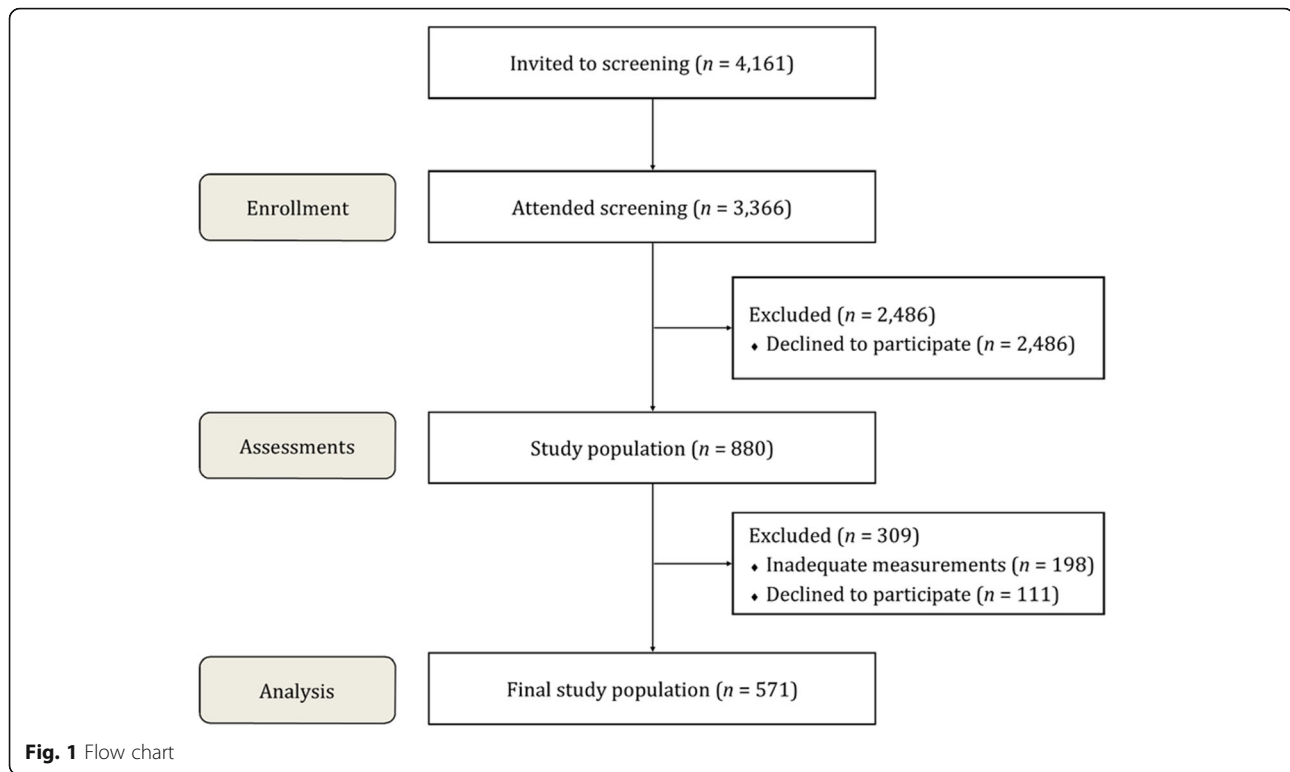 Invited to screening (n = 4,161)
Enrollment
Attended screening (n = 3,366)
Excluded (n = 2,486)
⬧ Declined to participate (n = 2,486)
Assessments
Study population (n = 880)
Excluded (n = 309)
⬧ Inadequate measurements (n = 198)
⬧ Declined to participate (n = 111)
Analysis
Final study population (n = 571)
Fig. 1 Flow chart